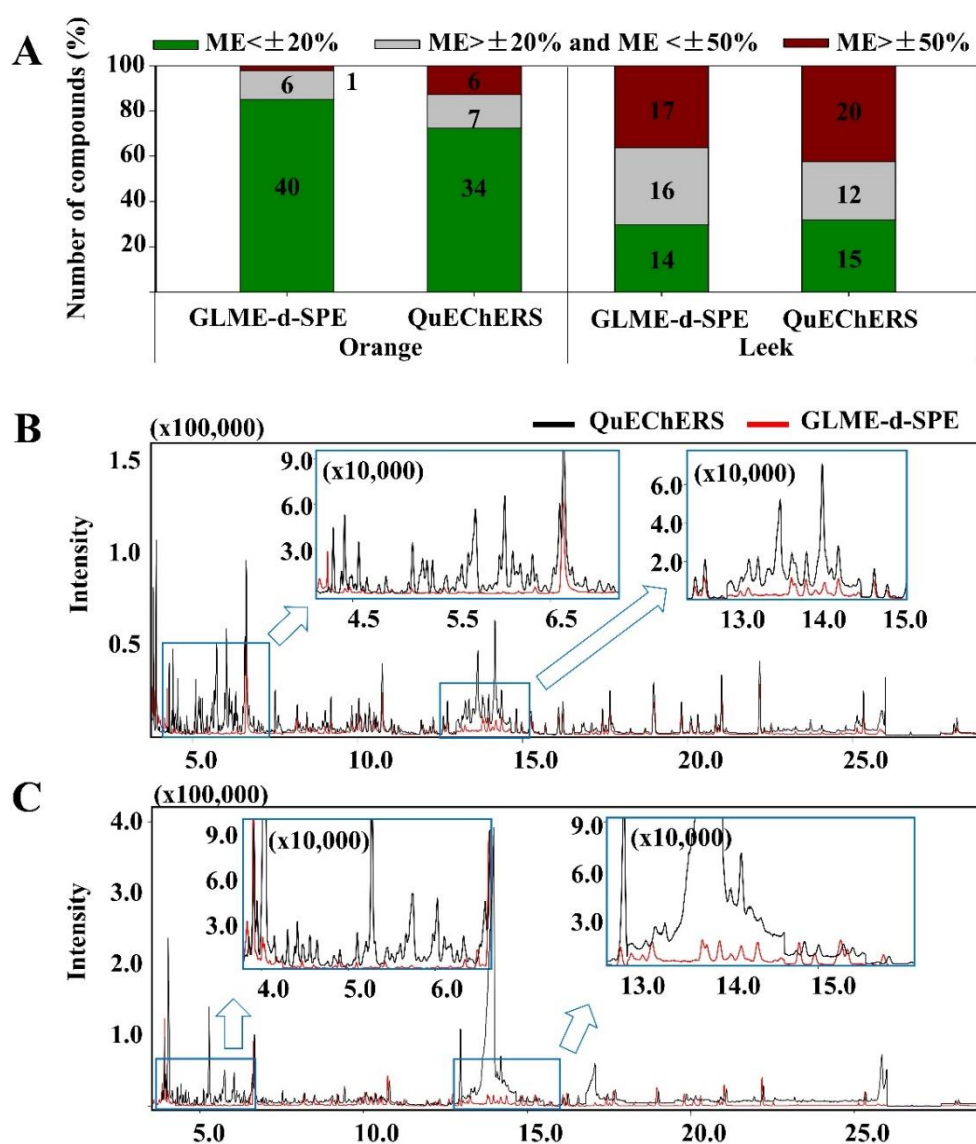 A
ME<±20% ME>±20% and ME <±50% ME>±50%
Number of compounds (%)
100
80
60
40
20
6
1
40
6
7
34
17
16
14
20
12
15
GLME-d-SPE QuEChERS GLME-d-SPE QuEChERS
Orange Leek
B
(x100,000)
QuEChERS GLME-d-SPE
Intensity
1.5
1.0
0.5
9.0
6.0
3.0
(x10,000)
4.5 5.5 6.5
(x10,000)
6.0
4.0
2.0
13.0 14.0 15.0
5.0 10.0 15.0 20.0 25.0
C
(x100,000)
Intensity
4.0
3.0
2.0
1.0
9.0
6.0
3.0
(x10,000)
4.0 5.0 6.0
9.0
6.0
3.0
(x10,000)
13.0 14.0 15.0
5.0 10.0 15.0 20.0 25.0